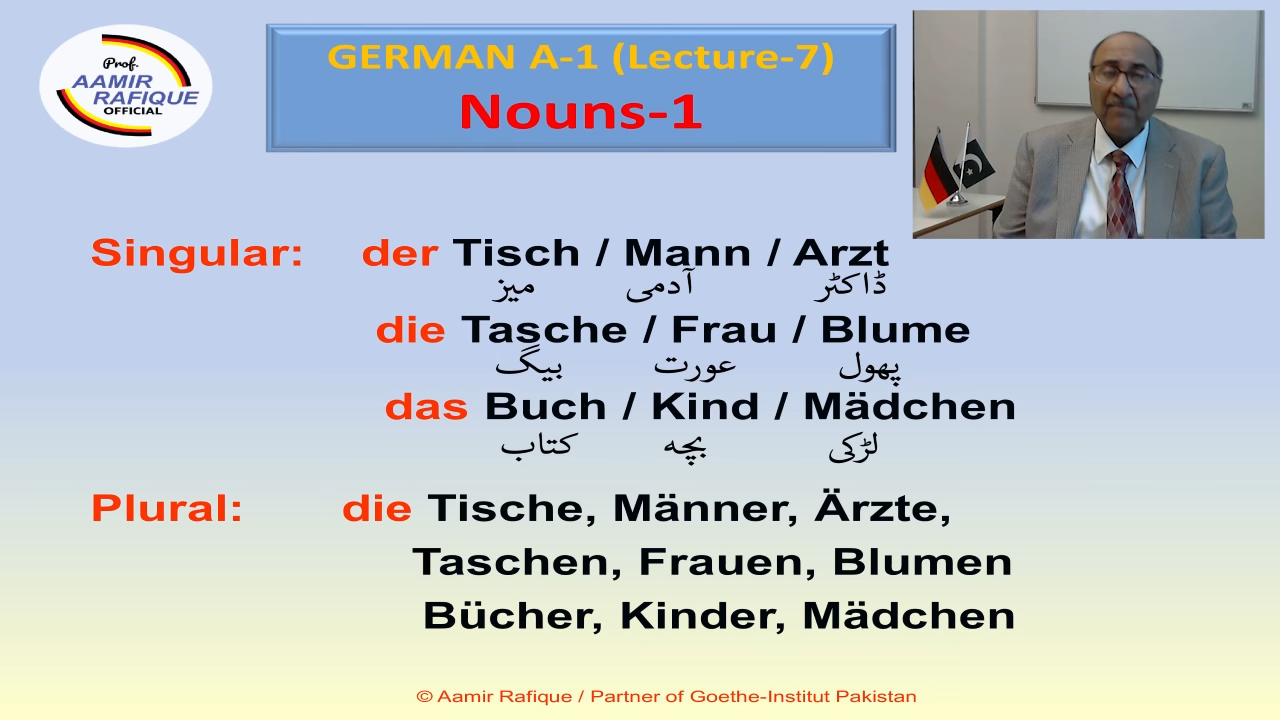 Prof.
AAMIR
RAFIQUE
OFFICIAL
GERMAN A-1 (Lecture-7)
Nouns-1
Singular: der Tisch / Mann / Arzt
میز آدمی ڈاکٹر
die Tasche / Frau / Blume
بیگ عورت پھول
das Buch / Kind / Mädchen
کتاب بچہ لڑکی
Plural: die Tische, Männer, Ärzte,
Taschen, Frauen, Blumen
Bücher, Kinder, Mädchen
© Aamir Rafique / Partner of Goethe-Institut Pakistan